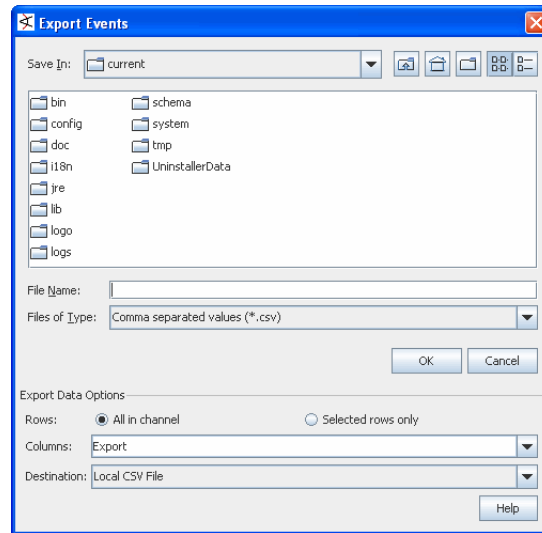 Export Events
Save In: current
bin schema
config system
doc tmp
i18n UninstallerData
jre
lib
logo
logs
File Name:
Files of Type: Comma separated values (*.csv)
OK Cancel
Export Data Options
Rows: All in channel Selected rows only
Columns: Export
Destination: Local CSV File
Help